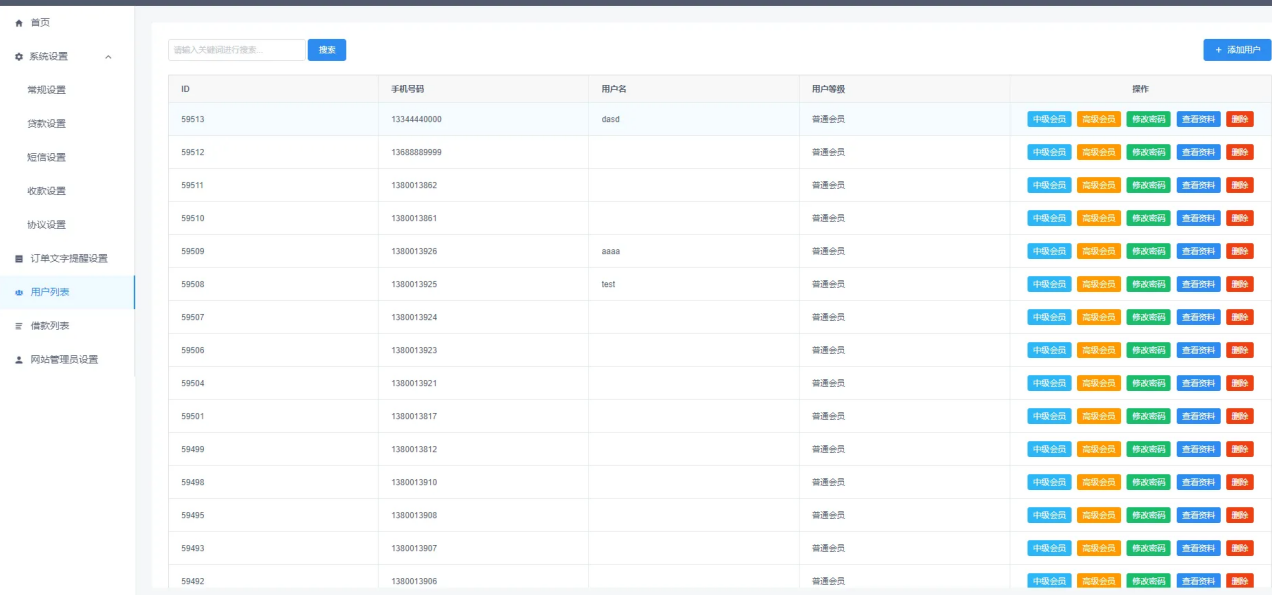 首页
系统设置
常规设置
贷款设置
短信设置
收款设置
协议设置
订单文字提醒设置
用户列表
借款列表
网站管理员设置
请输入关键词进行搜索... 搜索 + 添加用户
ID 手机号码 用户名 用户等级 操作
59513 13344440000 dasd 普通会员 中级会员 高级会员 修改密码 查看资料 删除
59512 13688889999 普通会员 中级会员 高级会员 修改密码 查看资料 删除
59511 1380013862 普通会员 中级会员 高级会员 修改密码 查看资料 删除
59510 1380013861 普通会员 中级会员 高级会员 修改密码 查看资料 删除
59509 1380013926 aaaa 普通会员 中级会员 高级会员 修改密码 查看资料 删除
59508 1380013925 test 普通会员 中级会员 高级会员 修改密码 查看资料 删除
59507 1380013924 普通会员 中级会员 高级会员 修改密码 查看资料 删除
59506 1380013923 普通会员 中级会员 高级会员 修改密码 查看资料 删除
59504 1380013921 普通会员 中级会员 高级会员 修改密码 查看资料 删除
59501 1380013817 普通会员 中级会员 高级会员 修改密码 查看资料 删除
59499 1380013812 普通会员 中级会员 高级会员 修改密码 查看资料 删除
59498 1380013910 普通会员 中级会员 高级会员 修改密码 查看资料 删除
59495 1380013908 普通会员 中级会员 高级会员 修改密码 查看资料 删除
59493 1380013907 普通会员 中级会员 高级会员 修改密码 查看资料 删除
59492 1380013906 普通会员 中级会员 高级会员 修改密码 查看资料 删除